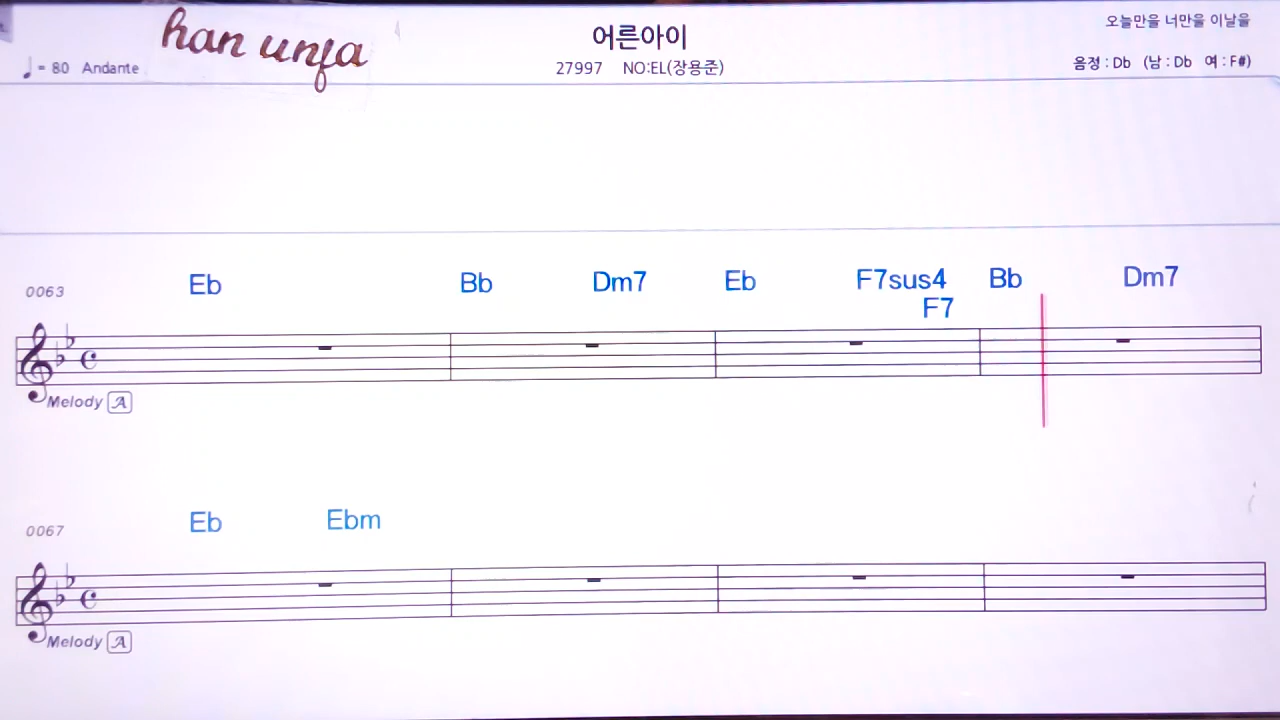 han unfa
어른아이
오늘만을 너만을 이날을
♩= 80 Andante
27997 NO:EL(장용준)
음정 : Db (남 : Db 여 : F#)
0063 Eb Bb Dm7 Eb F7sus4 Bb Dm7
F7
Melody A
0067 Eb Ebm
Melody A